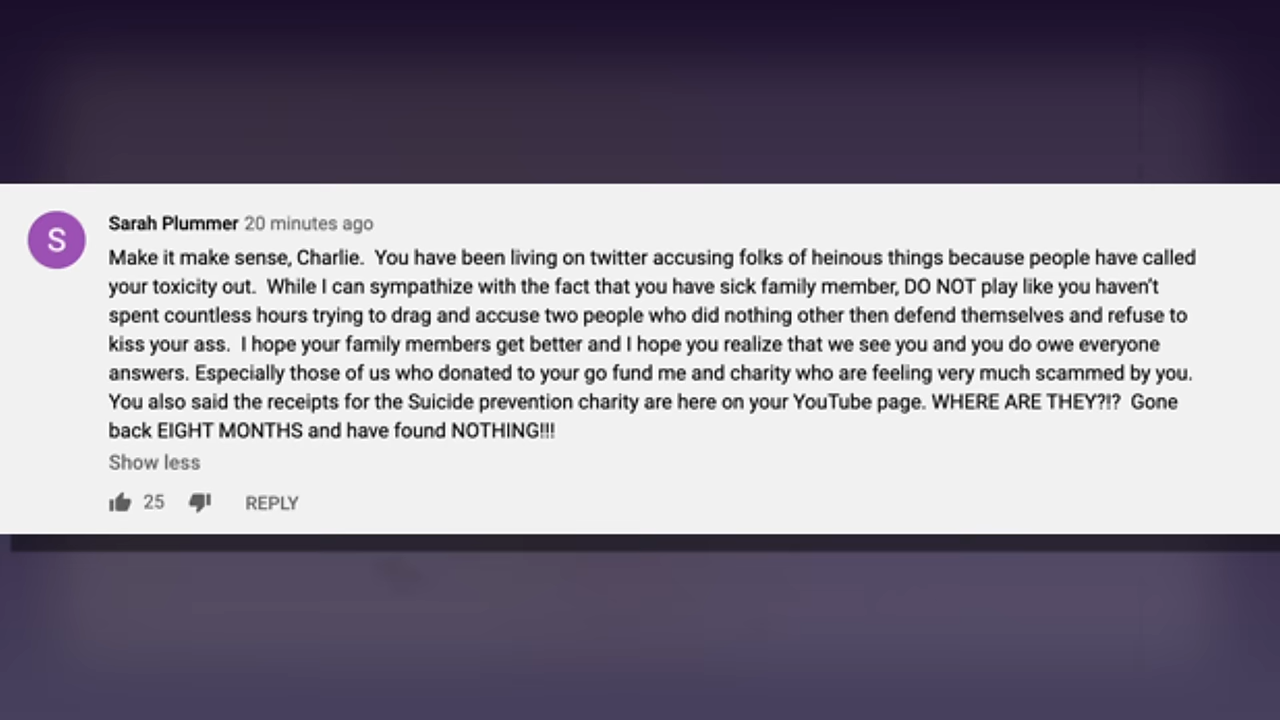 S
Sarah Plummer 20 minutes ago
Make it make sense, Charlie.  You have been living on twitter accusing folks of heinous things because people have called
your toxicity out.  While I can sympathize with the fact that you have sick family member, DO NOT play like you haven't
spent countless hours trying to drag and accuse two people who did nothing other then defend themselves and refuse to
kiss your ass.  I hope your family members get better and I hope you realize that we see you and you do owe everyone
answers. Especially those of us who donated to your go fund me and charity who are feeling very much scammed by you.
You also said the receipts for the Suicide prevention charity are here on your YouTube page. WHERE ARE THEY?!?  Gone
back EIGHT MONTHS and have found NOTHING!!!
Show less
25 REPLY